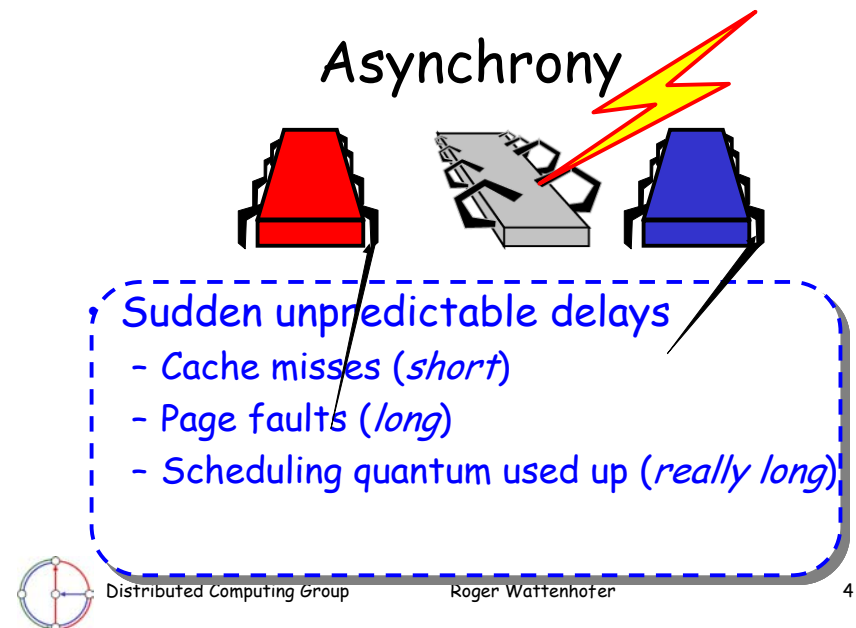 Asynchrony
• Sudden unpredictable delays
– Cache misses (short)
– Page faults (long)
– Scheduling quantum used up (really long)
Distributed Computing Group Roger Wattenhofer 4